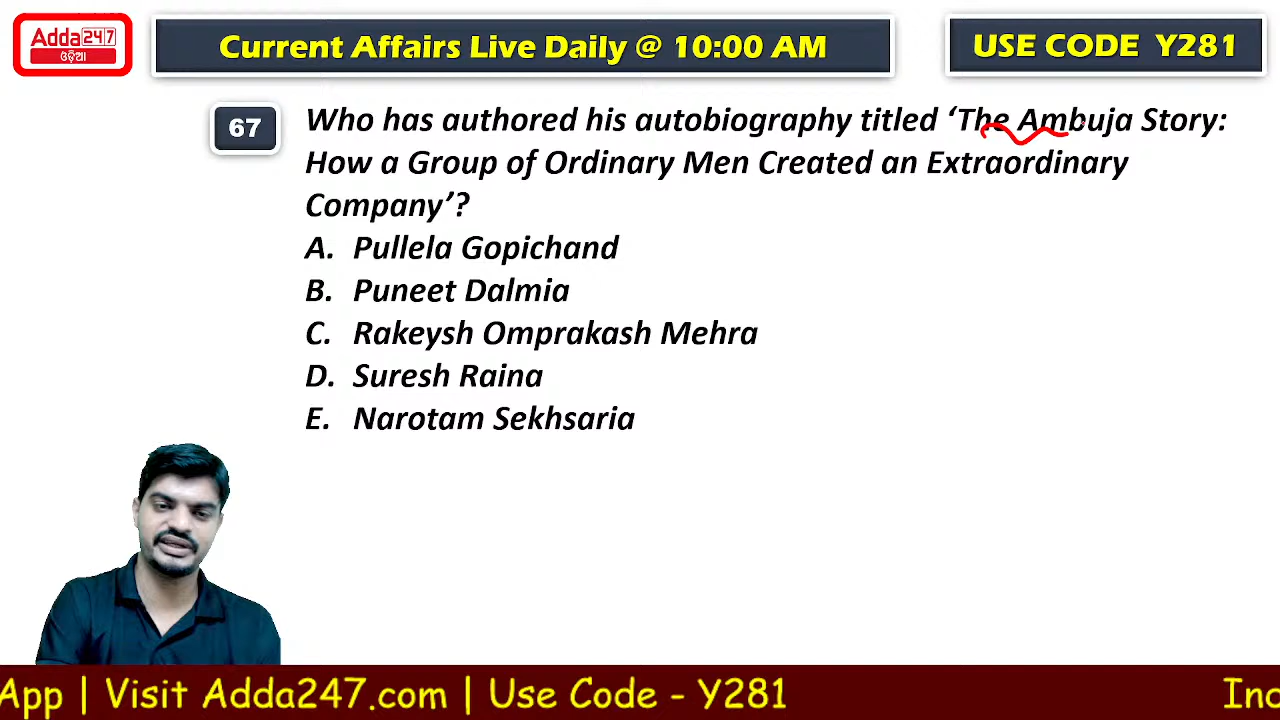 Adda247
ଓଡ଼ିଆ
Current Affairs Live Daily @ 10:00 AM
USE CODE Y281
67
Who has authored his autobiography titled ‘The Ambuja Story:
How a Group of Ordinary Men Created an Extraordinary
Company’?
A. Pullela Gopichand
B. Puneet Dalmia
C. Rakeysh Omprakash Mehra
D. Suresh Raina
E. Narotam Sekhsaria
App | Visit Adda247.com | Use Code - Y281